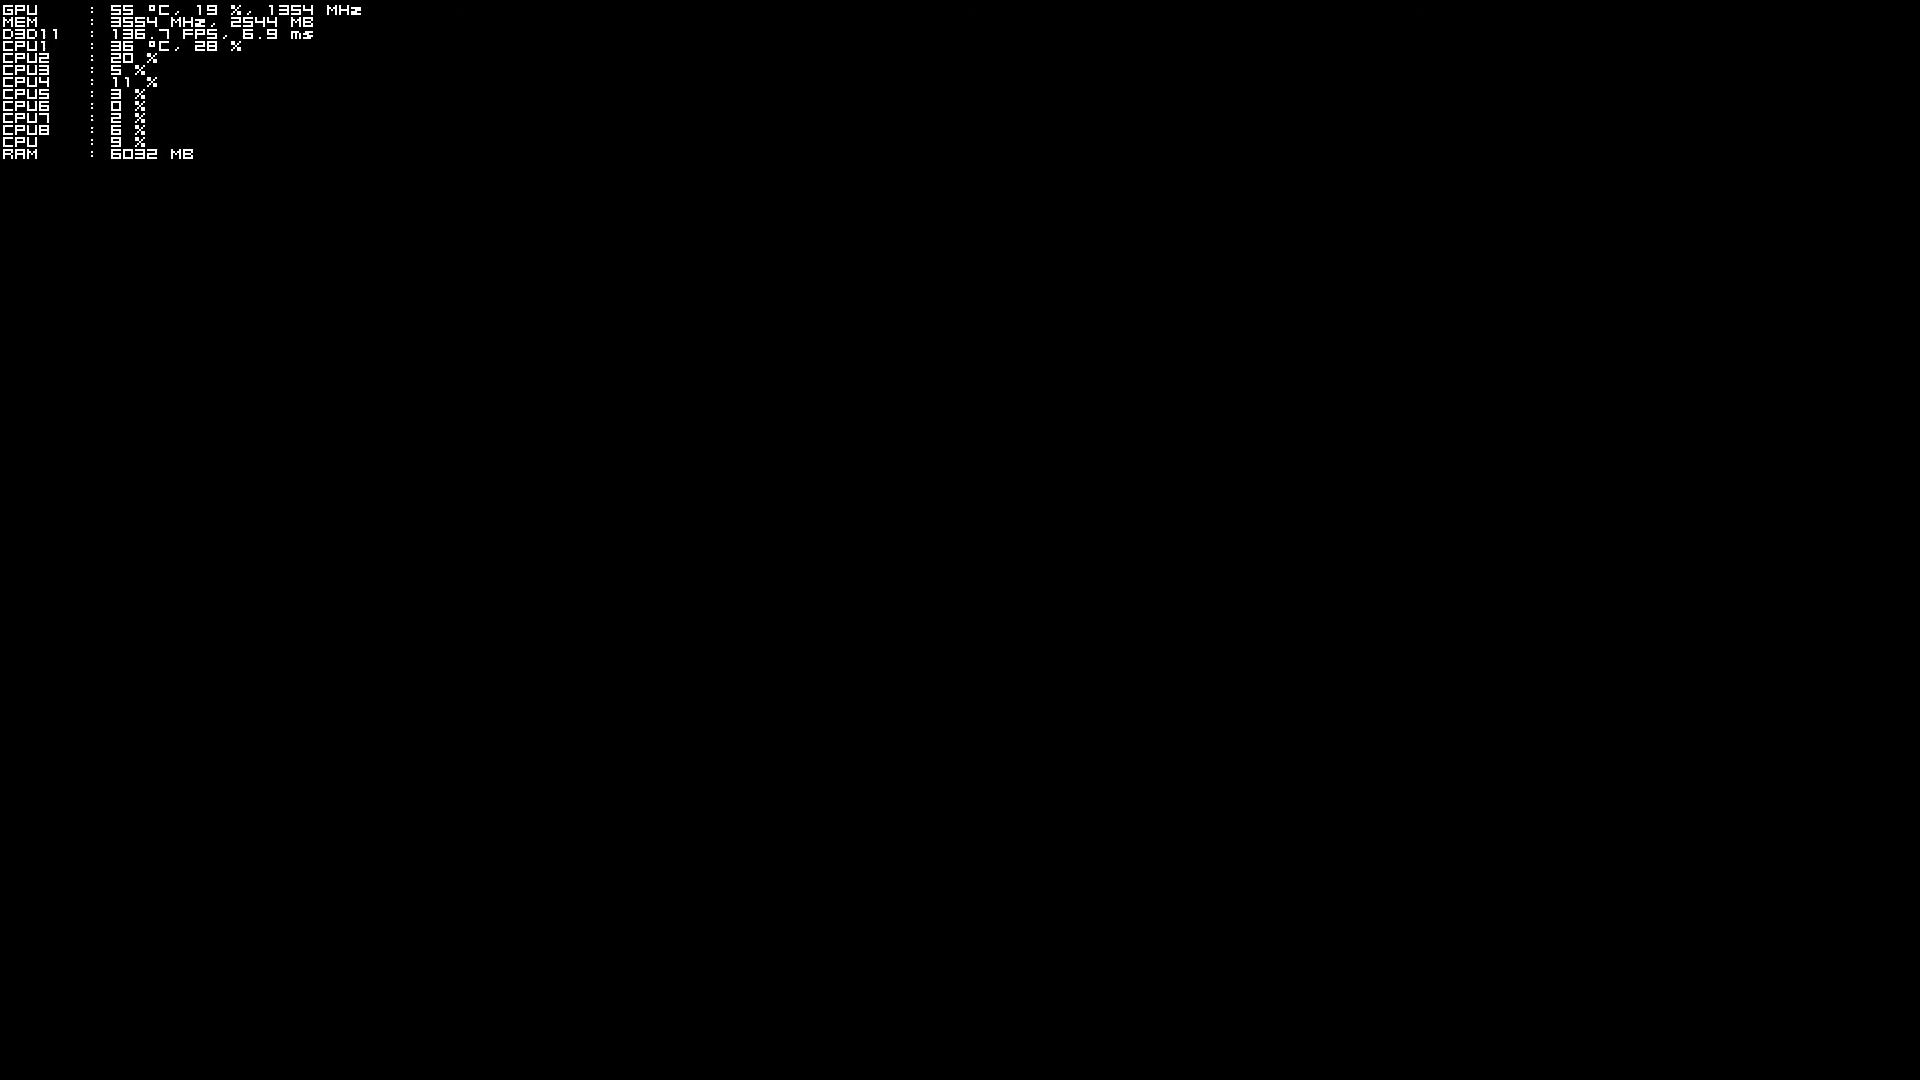 GPU : 55 °C, 19 %, 1354 MHz
MEM : 3554 MHz, 2544 MB
D3D11 : 136.7 FPS, 6.9 ms
CPU1 : 36 °C, 28 %
CPU2 : 20 %
CPU3 : 5 %
CPU4 : 11 %
CPU5 : 3 %
CPU6 : 0 %
CPU7 : 2 %
CPU8 : 6 %
CPU : 9 %
RAM : 6032 MB